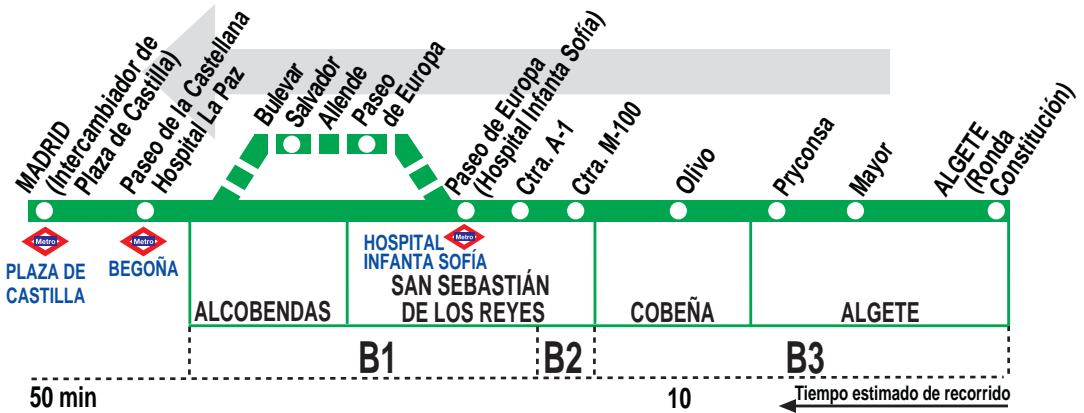 MADRID
(Intercambiador de
Plaza de Castilla)
Paseo de la Castellana
Hospital La Paz
Bulevar
Salvador
Allende
Paseo
de Europa
Paseo de Europa
(Hospital Infanta Sofía)
Ctra. A-1
Ctra. M-100
Olivo
Pryconsa
Mayor
ALGETE
(Ronda
Constitución)
Metro
PLAZA DE
CASTILLA
Metro
BEGOÑA
Metro
HOSPITAL
INFANTA SOFÍA
ALCOBENDAS
SAN SEBASTIÁN
DE LOS REYES
COBEÑA
ALGETE
B1
B2
B3
50 min
10
Tiempo estimado de recorrido